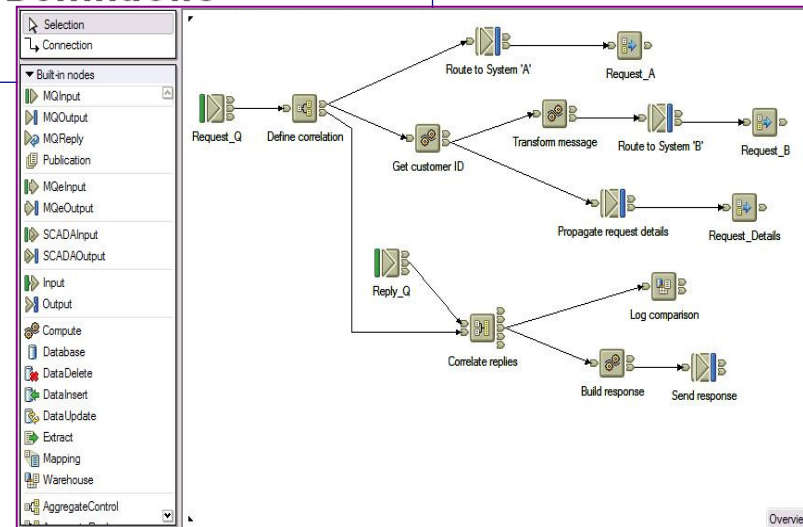 Selection
Connection
Built-in nodes
MQInput
MQOutput
MQReply
Publication
MQeInput
MQeOutput
SCADAInput
SCADAOutput
Input
Output
Compute
Database
DataDelete
DataInsert
DataUpdate
Extract
Mapping
Warehouse
AggregateControl
Route to System 'A'
Request_A
Request_Q
Define correlation
Get customer ID
Transform message
Route to System 'B'
Request_B
Propagate request details
Request_Details
Reply_Q
Log comparison
Correlate replies
Build response
Send response